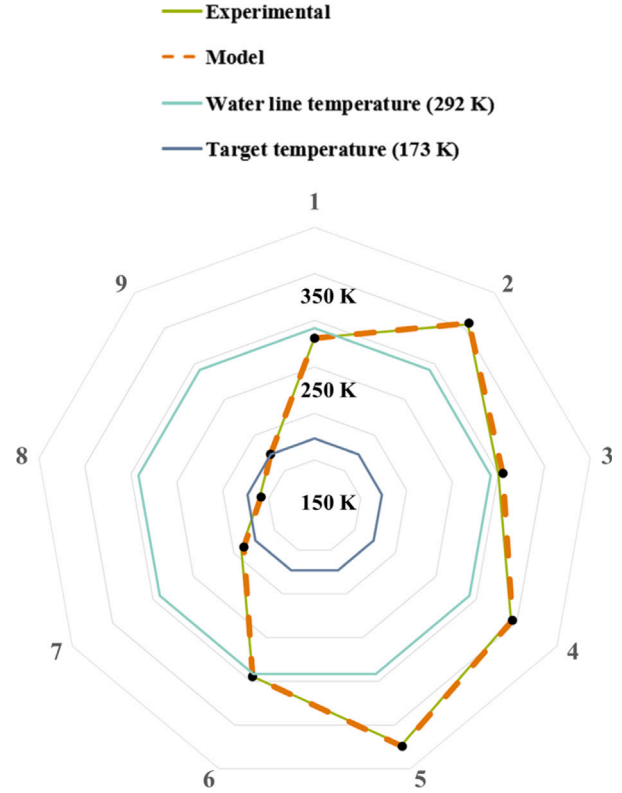 Experimental
Model
Water line temperature (292 K)
Target temperature (173 K)
1
9
2
350 K
250 K
8
3
150 K
7
4
6
5